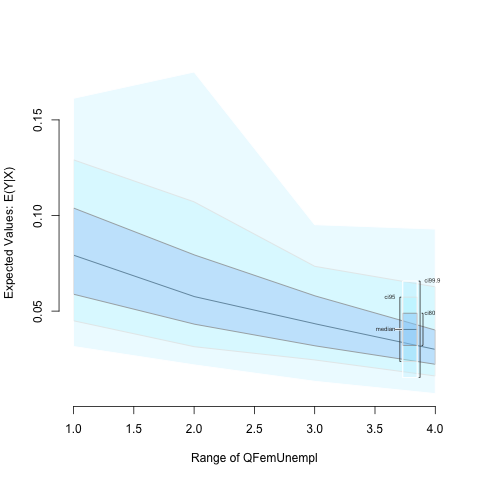 0.15
0.10
0.05
Expected Values: E(Y|X)
ci99.9
ci95
ci80
median
1.0 1.5 2.0 2.5 3.0 3.5 4.0
Range of QFemUnempl